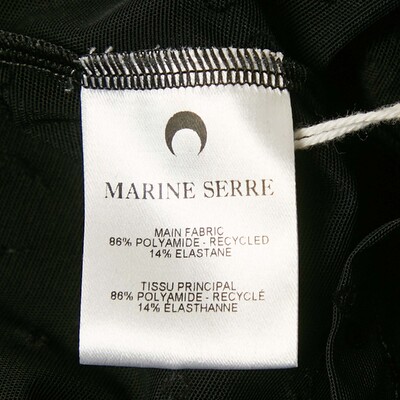 MARINE SERRE
MAIN FABRIC
86% POLYAMIDE - RECYCLED
14% ELASTANE
TISSU PRINCIPAL
86% POLYAMIDE - RECYCLÉ
14% ÉLASTHANNE